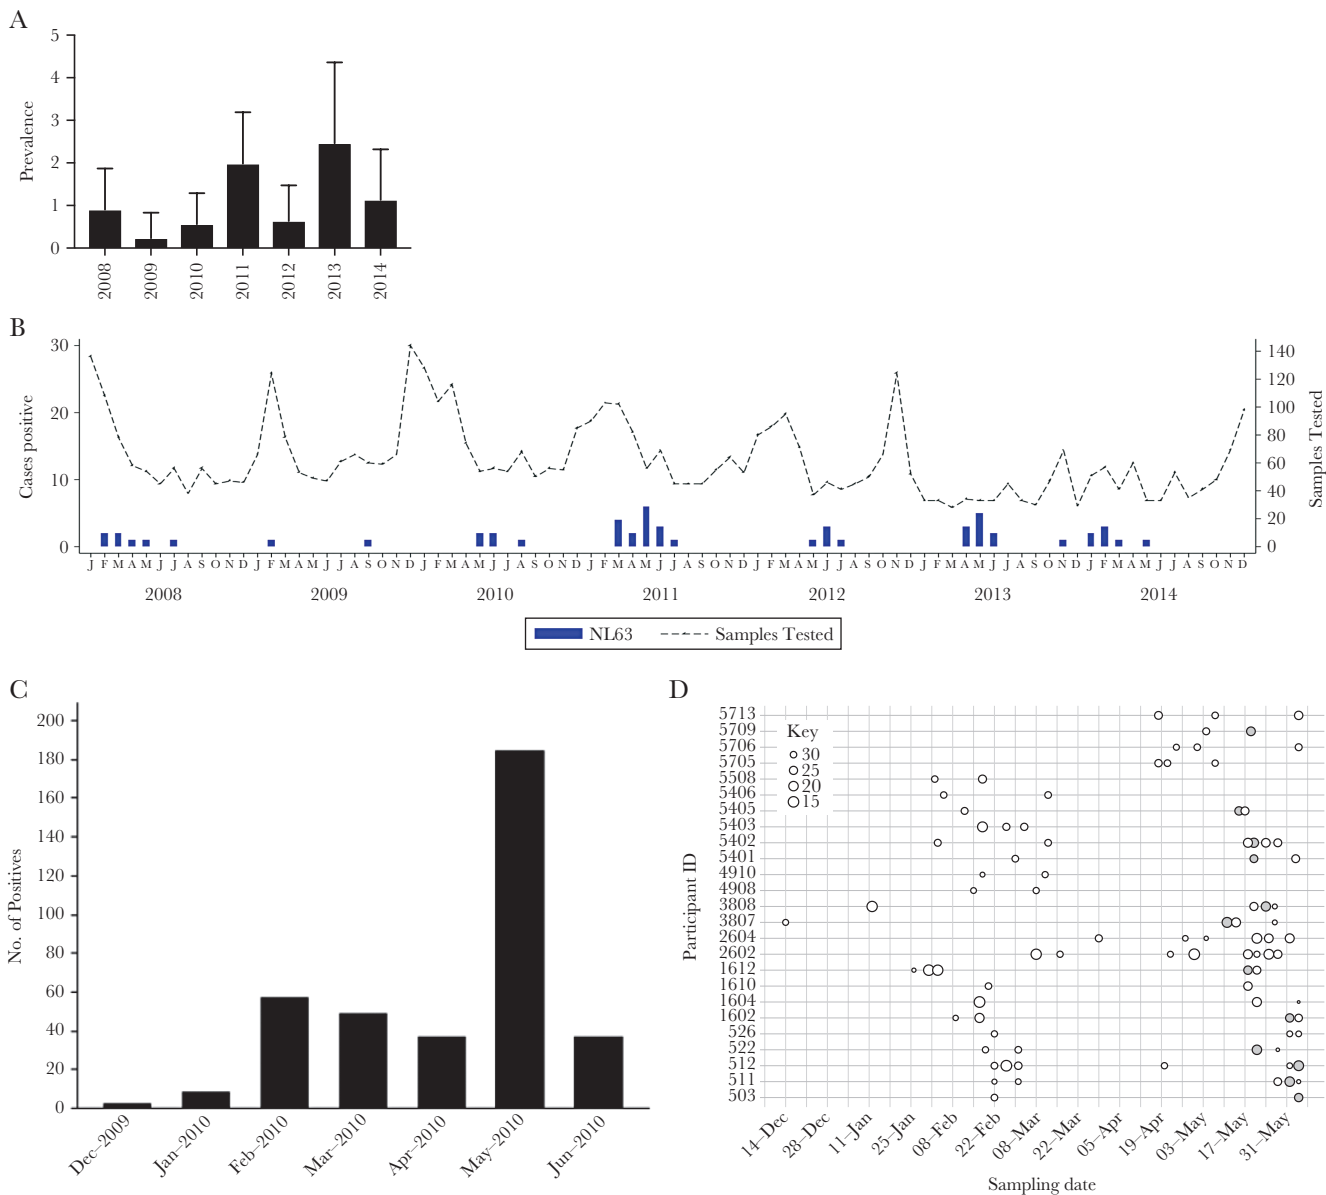 A
5
4
3
2
1
0
Prevalence
2008
2009
2010
2011
2012
2013
2014
B
30
20
10
0
Cases positive
140
120
100
80
60
40
20
0
Samples Tested
J F M A M J J A S O N D J F M A M J J A S O N D J F M A M J J A S O N D J F M A M J J A S O N D J F M A M J J A S O N D J F M A M J J A S O N D J F M A M J J A S O N D
2008 2009 2010 2011 2012 2013 2014
NL63 Samples Tested
C
200
180
160
140
120
100
80
60
40
20
0
No. of Positives
Dec–2009
Jan–2010
Feb–2010
Mar–2010
Apr–2010
May–2010
Jun–2010
D
Key
30
25
20
15
5713
5709
5706
5705
5508
5406
5405
5403
5402
5401
4910
4908
3808
3807
2604
2602
1612
1610
1604
1602
526
522
512
511
503
Participant ID
14–Dec
28–Dec
11–Jan
25–Jan
08–Feb
22–Feb
08–Mar
22–Mar
05–Apr
19–Apr
03–May
17–May
31–May
Sampling date